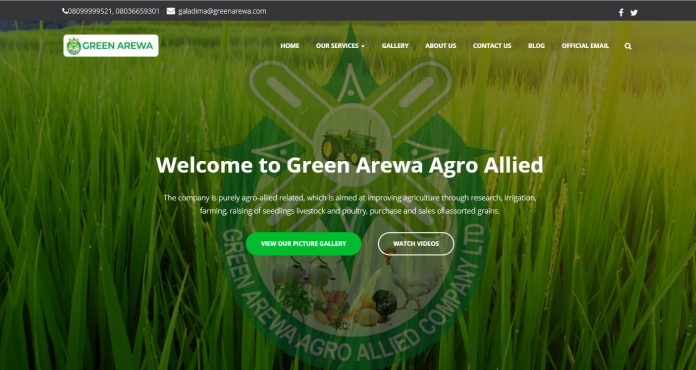 08099999521, 08036659301 galadima@greenarewa.com
GREEN AREWA
HOME OUR SERVICES GALLERY ABOUT US CONTACT US BLOG OFFICIAL EMAIL
Welcome to Green Arewa Agro Allied
The company is purely agro-allied related, which is aimed at improving agriculture through research, irrigation,
farming, raising of seedlings livestock and poultry, purchase and sales of assorted grains.
VIEW OUR PICTURE GALLERY WATCH VIDEOS
GREEN AREWA AGRO ALLIED COMPANY LTD
RC: